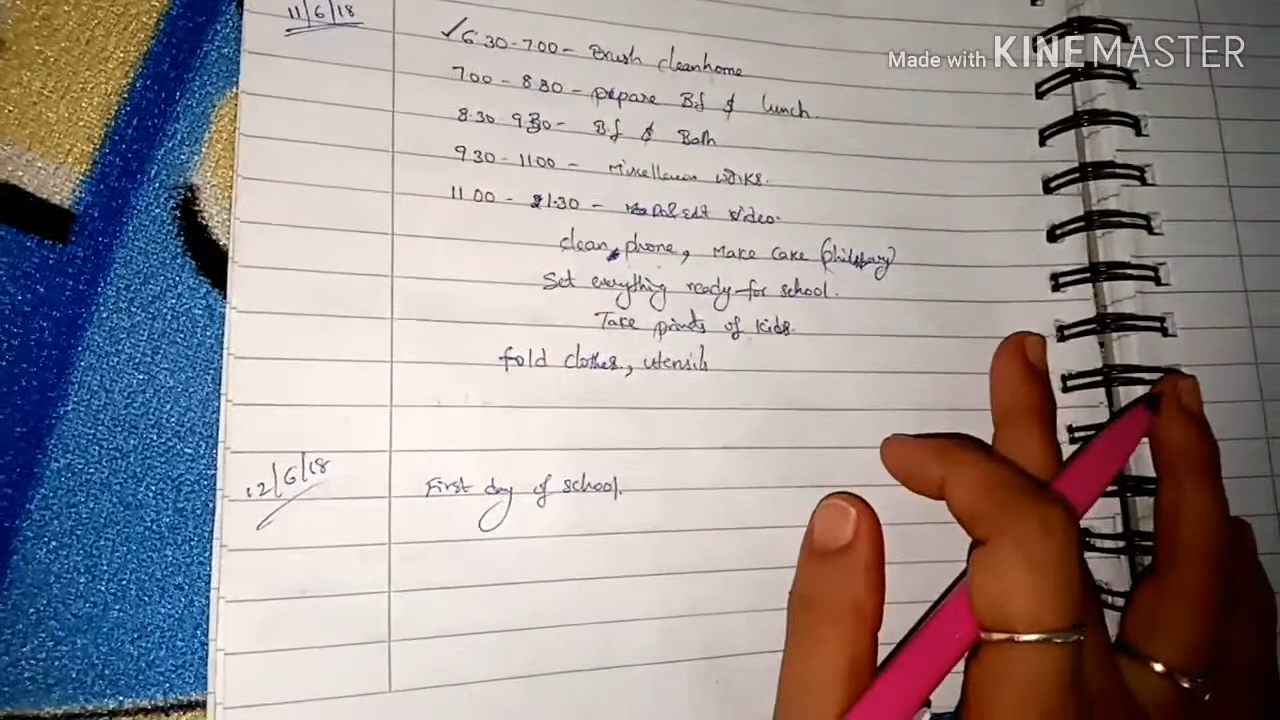 11/6/18
✓6.30-7.00 - Brush cleanhome
7.00 - 8.30 - prepare Bf & lunch.
8.30 9.30 - Bf & Bath
9.30 - 11.00 - Miscellaneous works.
11.00 - 1.30 - Edit video.
clean phone, Make cake
Set everything ready for school.
Take prints of kids
fold clothes, utensils
12/6/18
First day of school.
Made with KINEMASTER